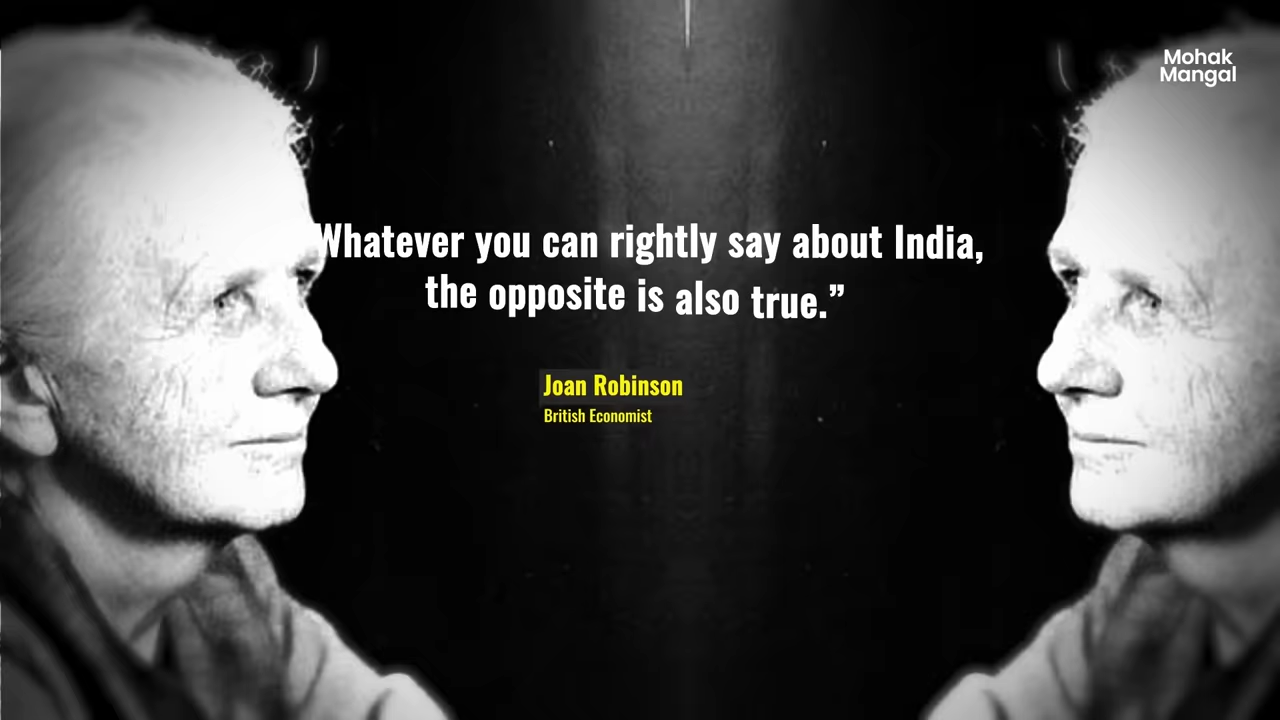 Mohak
Mangal
Whatever you can rightly say about India,
the opposite is also true.”
Joan Robinson
British Economist